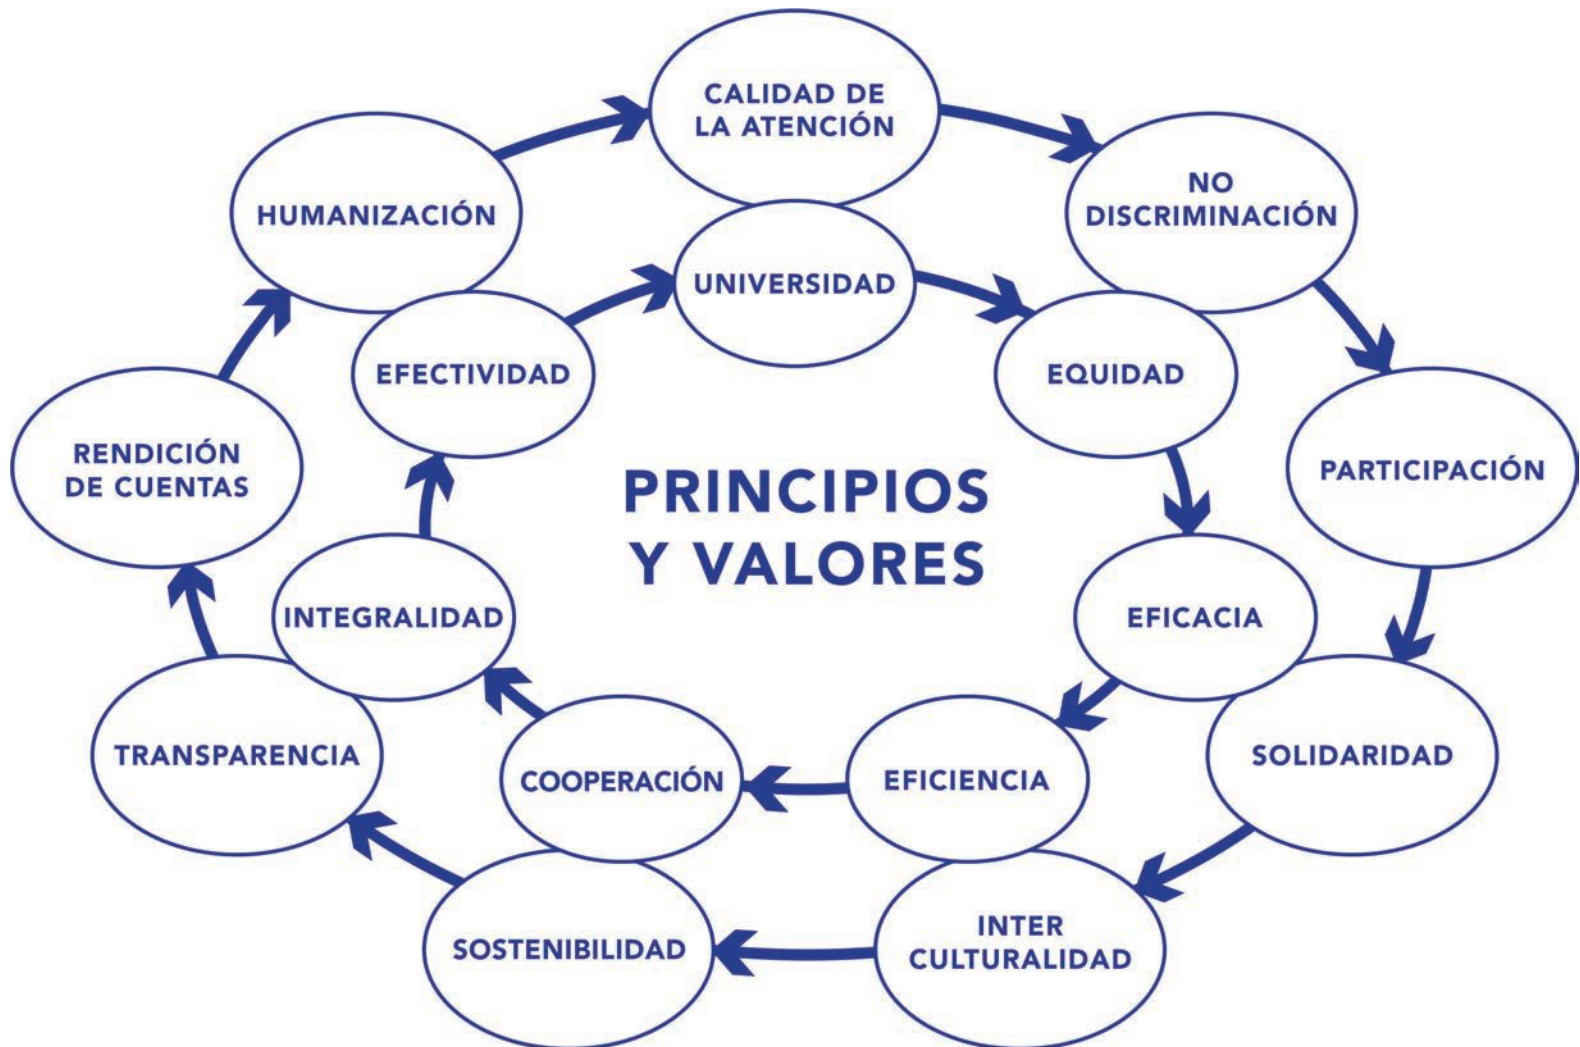 CALIDAD DE
LA ATENCIÓN
NO
DISCRIMINACIÓN
HUMANIZACIÓN
UNIVERSIDAD
EFECTIVIDAD
EQUIDAD
RENDICIÓN
DE CUENTAS
PARTICIPACIÓN
PRINCIPIOS
Y VALORES
INTEGRALIDAD
EFICACIA
TRANSPARENCIA
SOLIDARIDAD
COOPERACIÓN
EFICIENCIA
SOSTENIBILIDAD
INTER
CULTURALIDAD